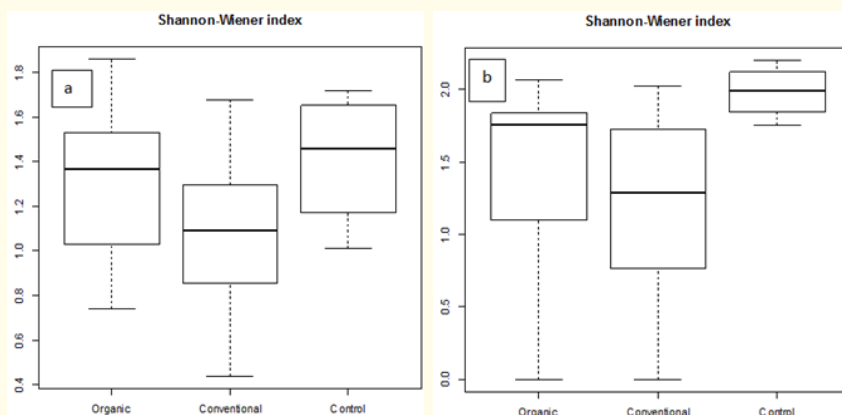 Shannon-Wiener index
a
1.8
1.6
1.4
1.2
1.0
0.8
0.6
0.4
Organic Conventional Control
Shannon-Wiener index
b
2.0
1.5
1.0
0.5
0.0
Organic Conventional Control